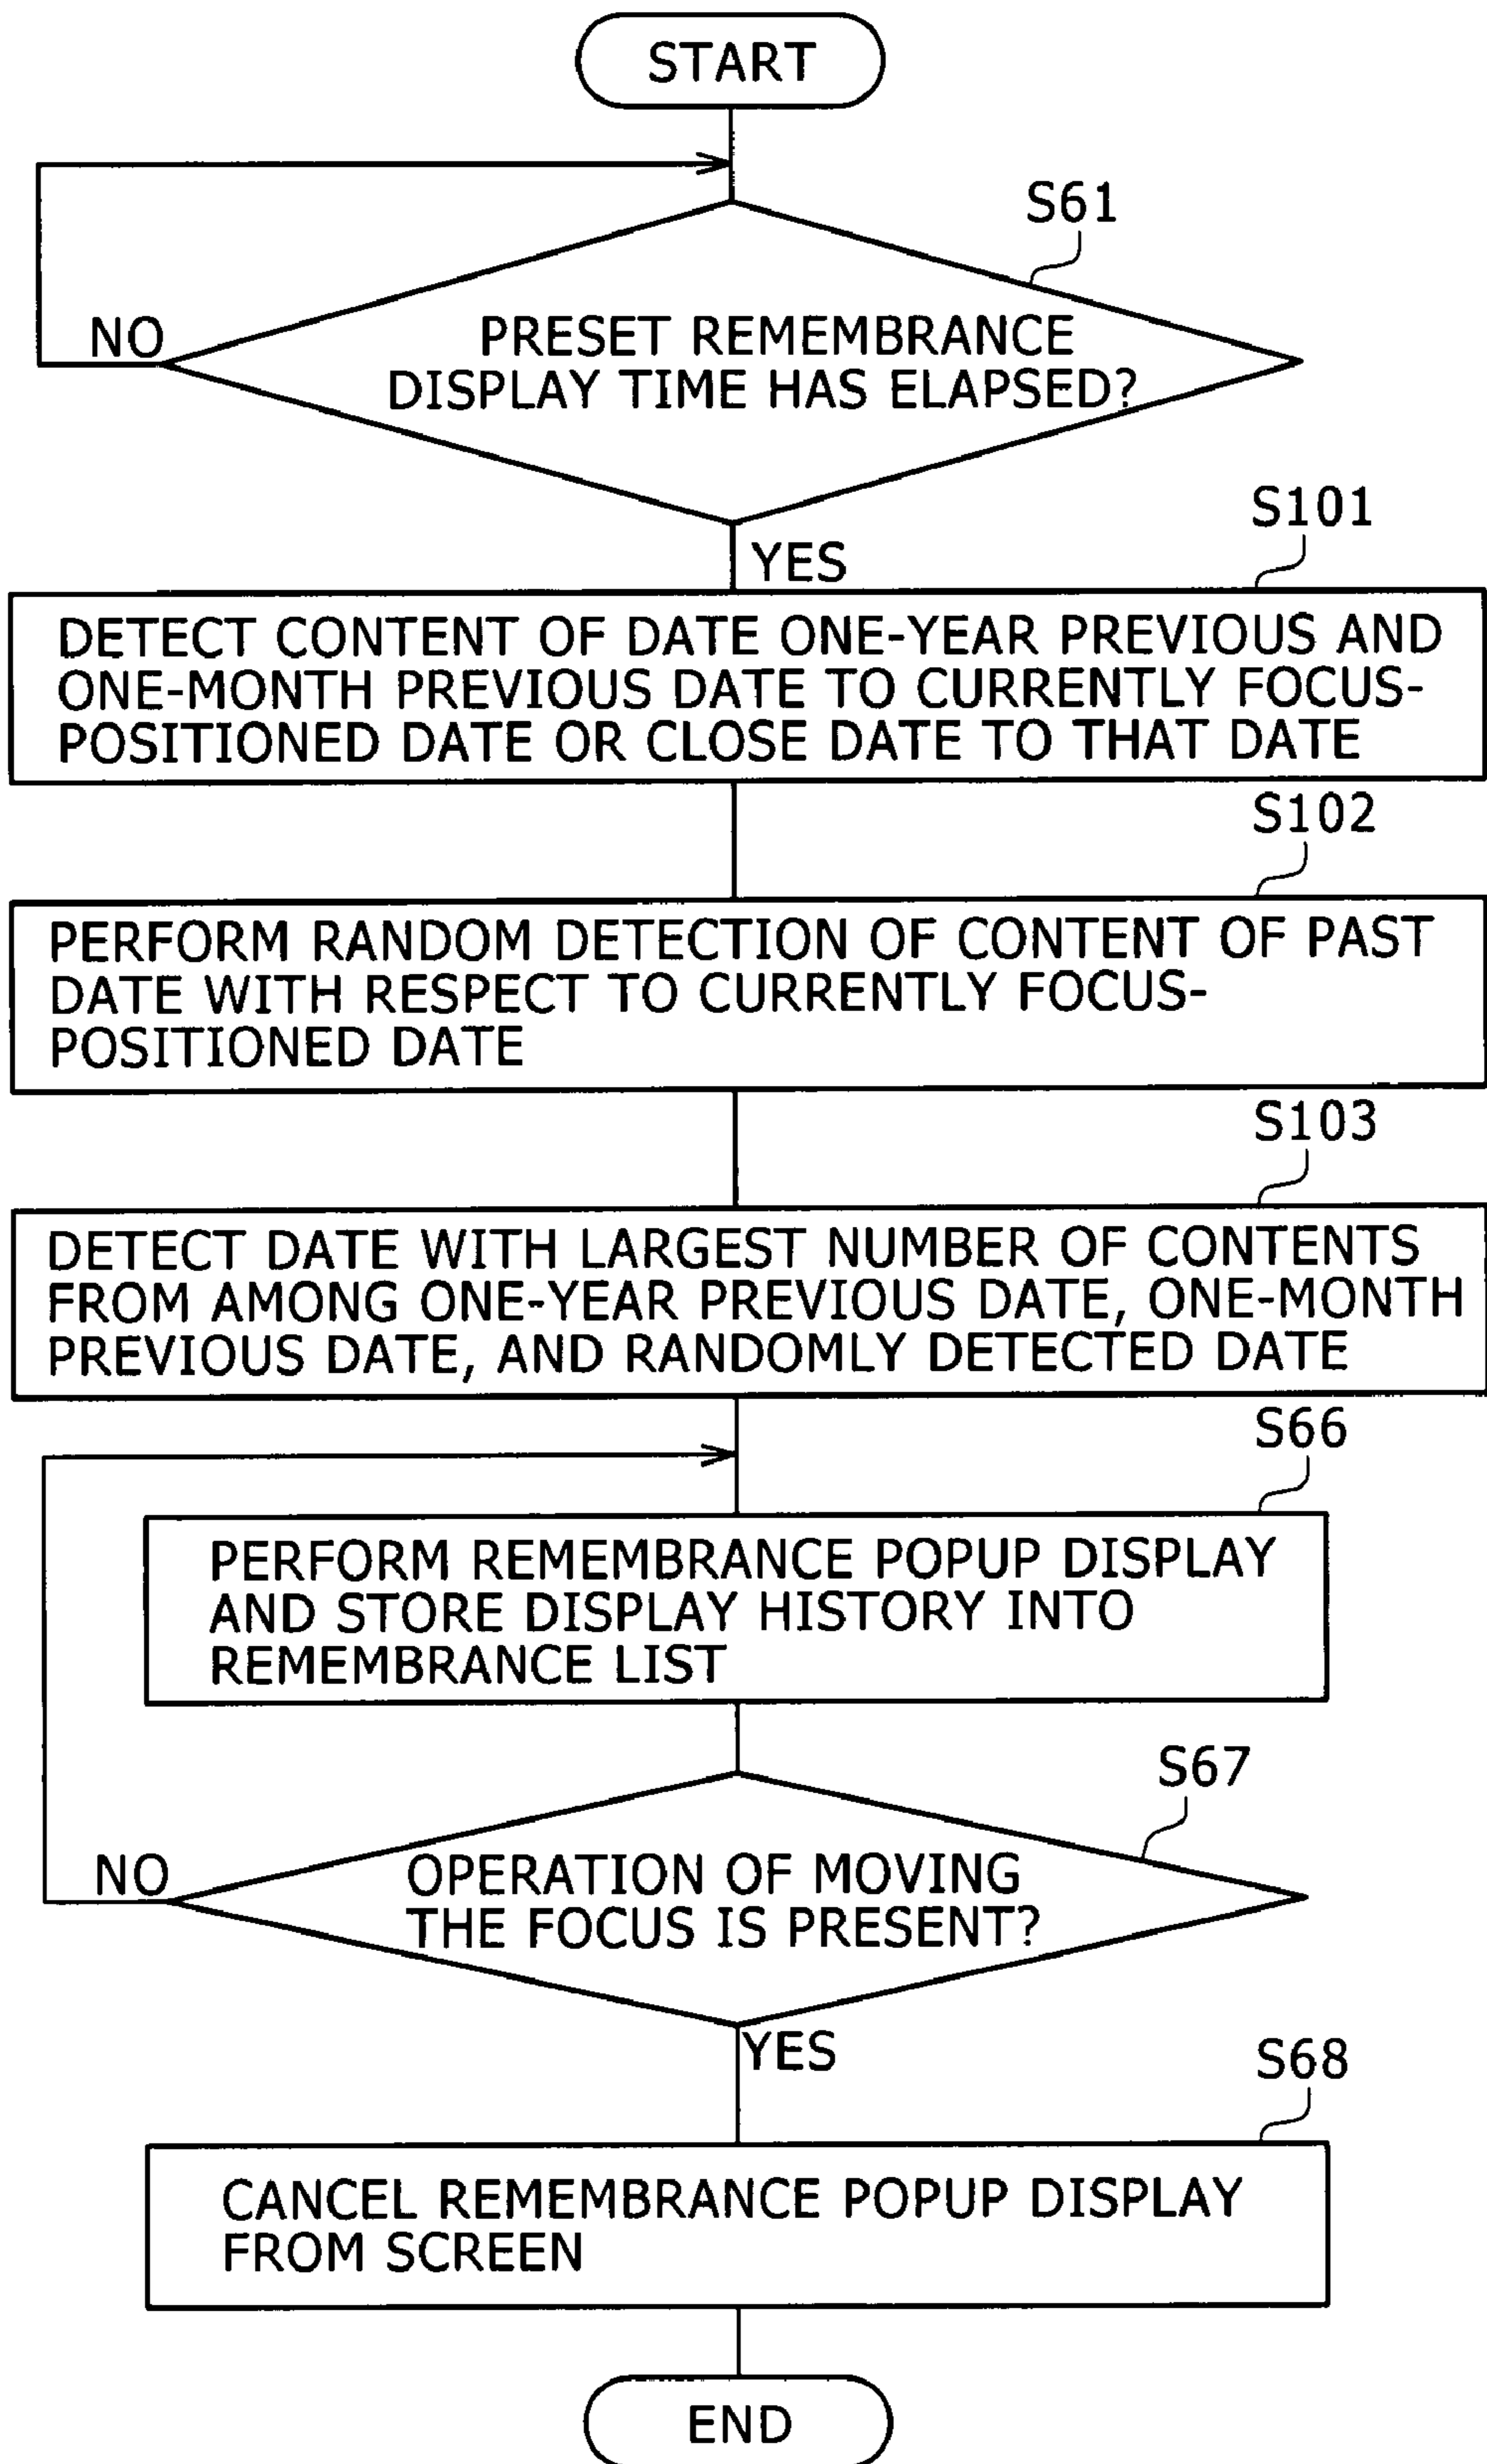 START
S61
NO
PRESET REMEMBRANCE
DISPLAY TIME HAS ELAPSED?
YES
S101
DETECT CONTENT OF DATE ONE-YEAR PREVIOUS AND
ONE-MONTH PREVIOUS DATE TO CURRENTLY FOCUS-
POSITIONED DATE OR CLOSE DATE TO THAT DATE
S102
PERFORM RANDOM DETECTION OF CONTENT OF PAST
DATE WITH RESPECT TO CURRENTLY FOCUS-
POSITIONED DATE
S103
DETECT DATE WITH LARGEST NUMBER OF CONTENTS
FROM AMONG ONE-YEAR PREVIOUS DATE, ONE-MONTH
PREVIOUS DATE, AND RANDOMLY DETECTED DATE
S66
PERFORM REMEMBRANCE POPUP DISPLAY
AND STORE DISPLAY HISTORY INTO
REMEMBRANCE LIST
S67
NO
OPERATION OF MOVING
THE FOCUS IS PRESENT?
YES
S68
CANCEL REMEMBRANCE POPUP DISPLAY
FROM SCREEN
END